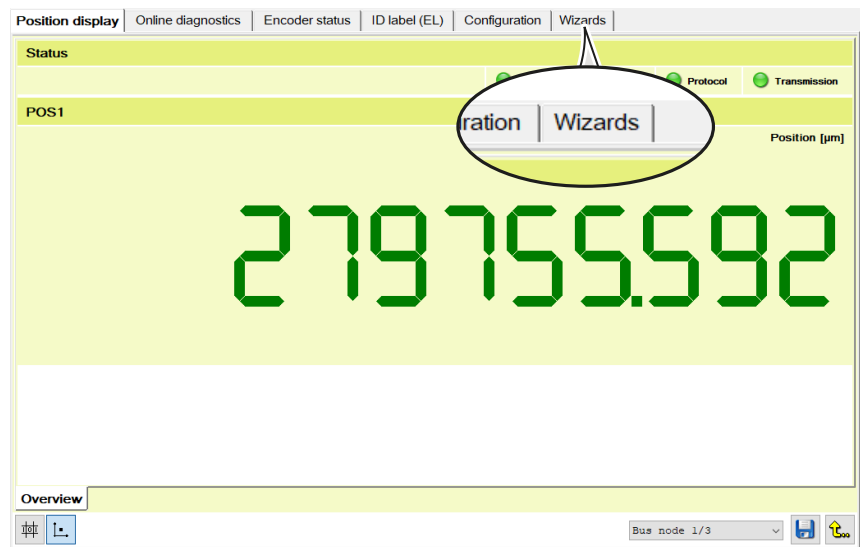 Position display Online diagnostics Encoder status ID label (EL) Configuration Wizards
Status
Protocol Transmission
POS1
ration Wizards
Position [µm]
279755.592
Overview
Bus node 1/3